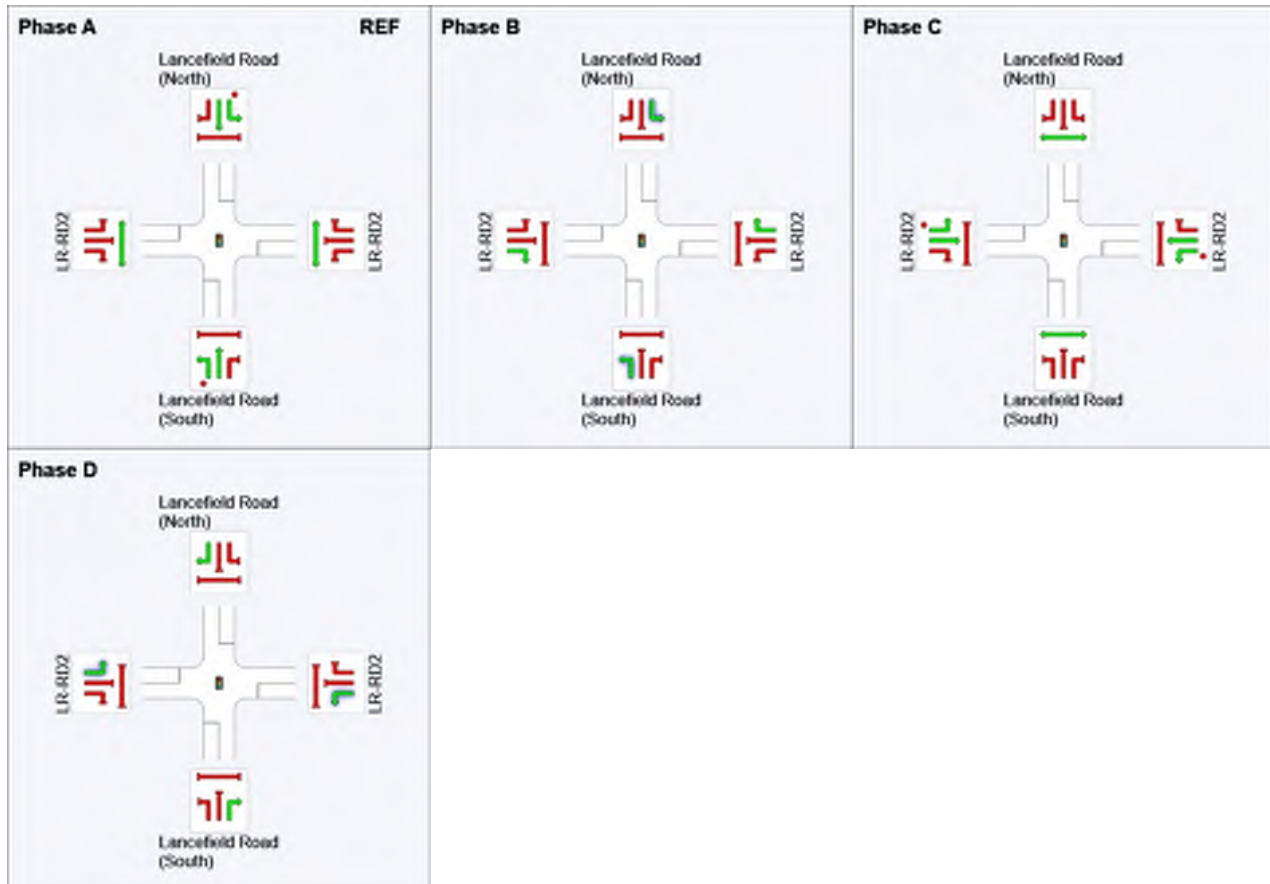 Phase A
REF
Lancefield Road
(North)
LR-RD2
LR-RD2
Lancefield Road
(South)
Phase B
Lancefield Road
(North)
LR-RD2
LR-RD2
Lancefield Road
(South)
Phase C
Lancefield Road
(North)
LR-RD2
LR-RD2
Lancefield Road
(South)
Phase D
Lancefield Road
(North)
LR-RD2
LR-RD2
Lancefield Road
(South)